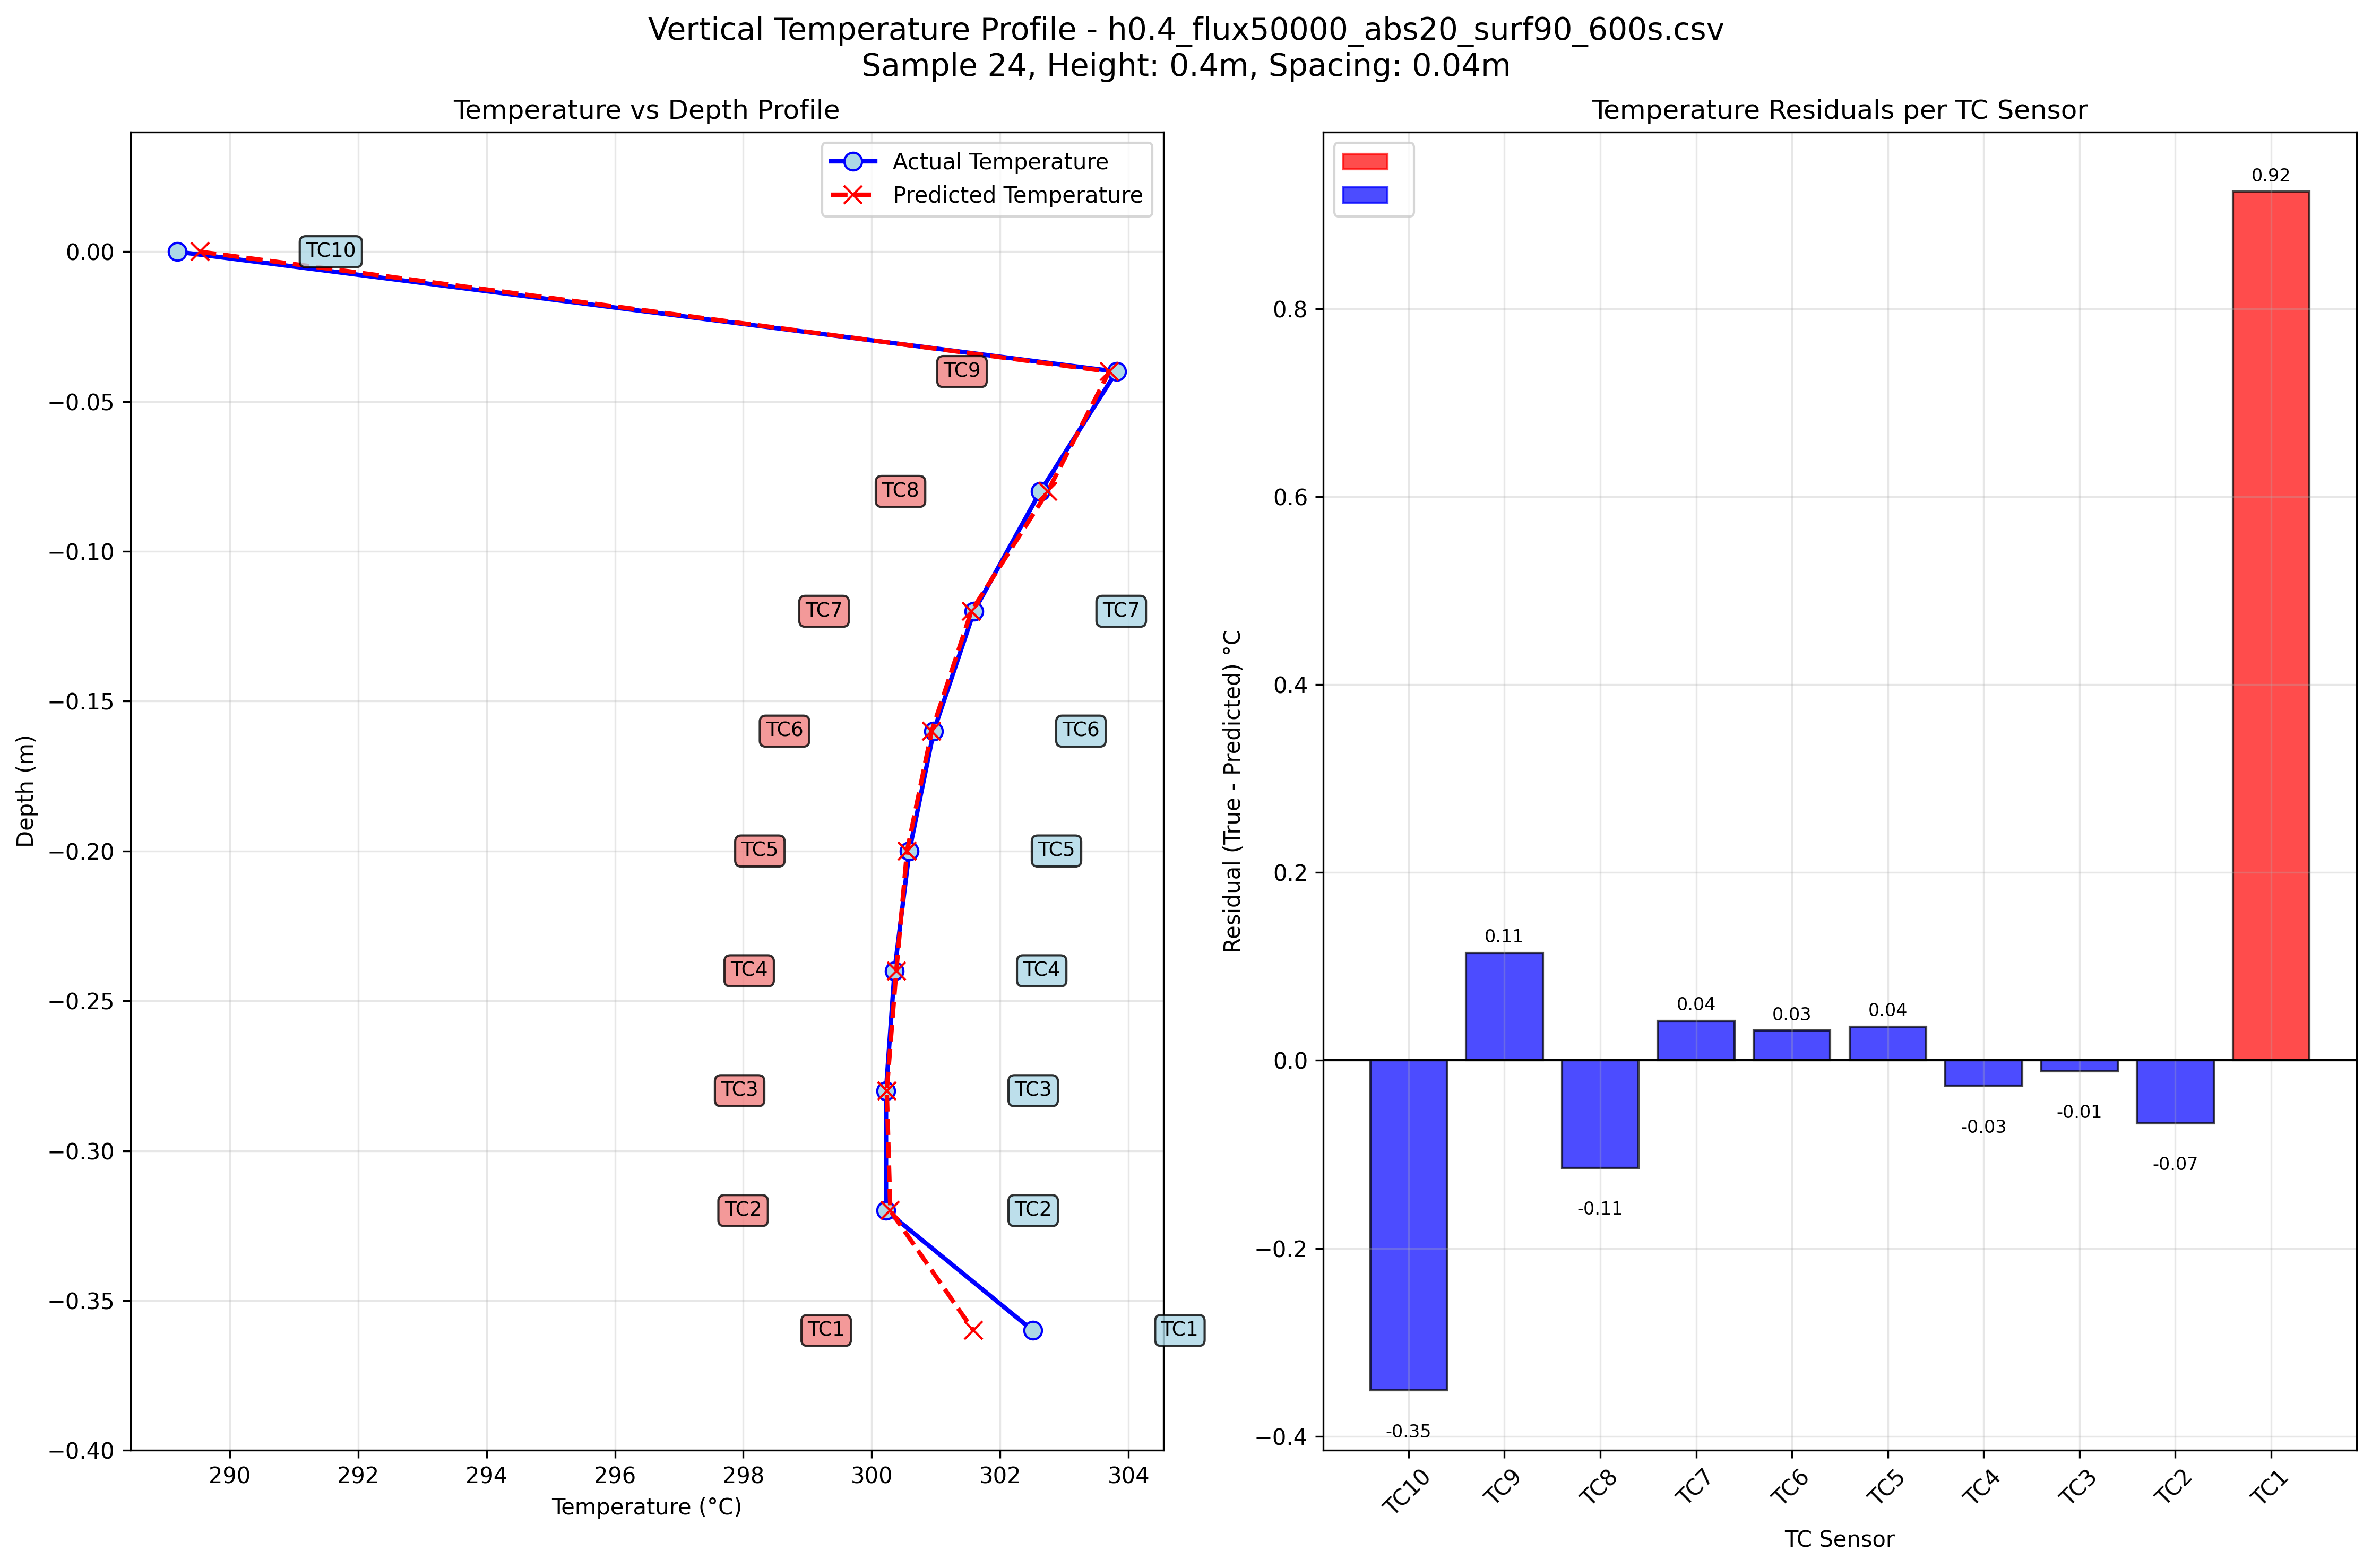 Vertical Temperature Profile - h0.4_flux50000_abs20_surf90_600s.csv
Sample 24, Height: 0.4m, Spacing: 0.04m
Temperature vs Depth Profile
Actual Temperature
Predicted Temperature
TC10
TC9
TC8
TC7 TC7
TC6 TC6
TC5 TC5
TC4 TC4
TC3 TC3
TC2 TC2
TC1 TC1
0.00
−0.05
−0.10
−0.15
−0.20
−0.25
−0.30
−0.35
−0.40
Depth (m)
290 292 294 296 298 300 302 304
Temperature (°C)
Temperature Residuals per TC Sensor
0.92
0.11
0.04 0.03 0.04
-0.03 -0.01
-0.07
-0.11
-0.35
0.8
0.6
0.4
0.2
0.0
−0.2
−0.4
Residual (True - Predicted) °C
TC10 TC9 TC8 TC7 TC6 TC5 TC4 TC3 TC2 TC1
TC Sensor